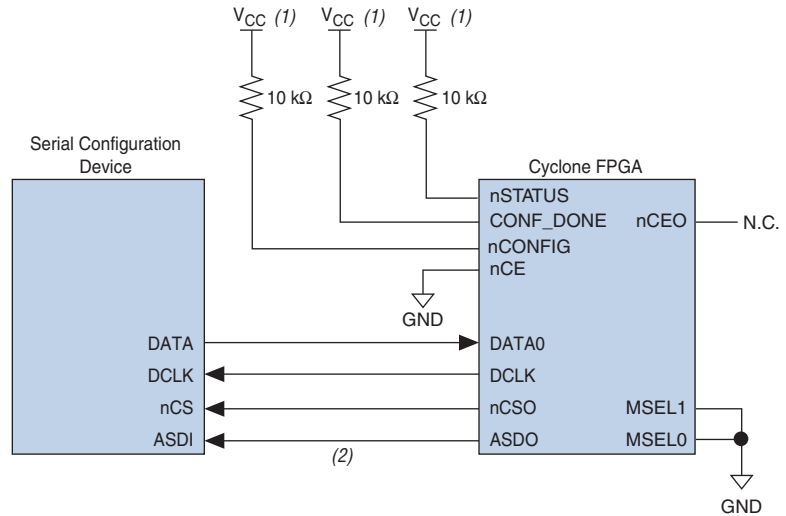 VCC (1) VCC (1) VCC (1)
10 kΩ 10 kΩ 10 kΩ
Serial Configuration
Device
Cyclone FPGA
nSTATUS
CONF_DONE nCEO N.C.
nCONFIG
nCE
GND
DATA DATA0
DCLK DCLK
nCS nCSO MSEL1
ASDI ASDO MSEL0
(2)
GND